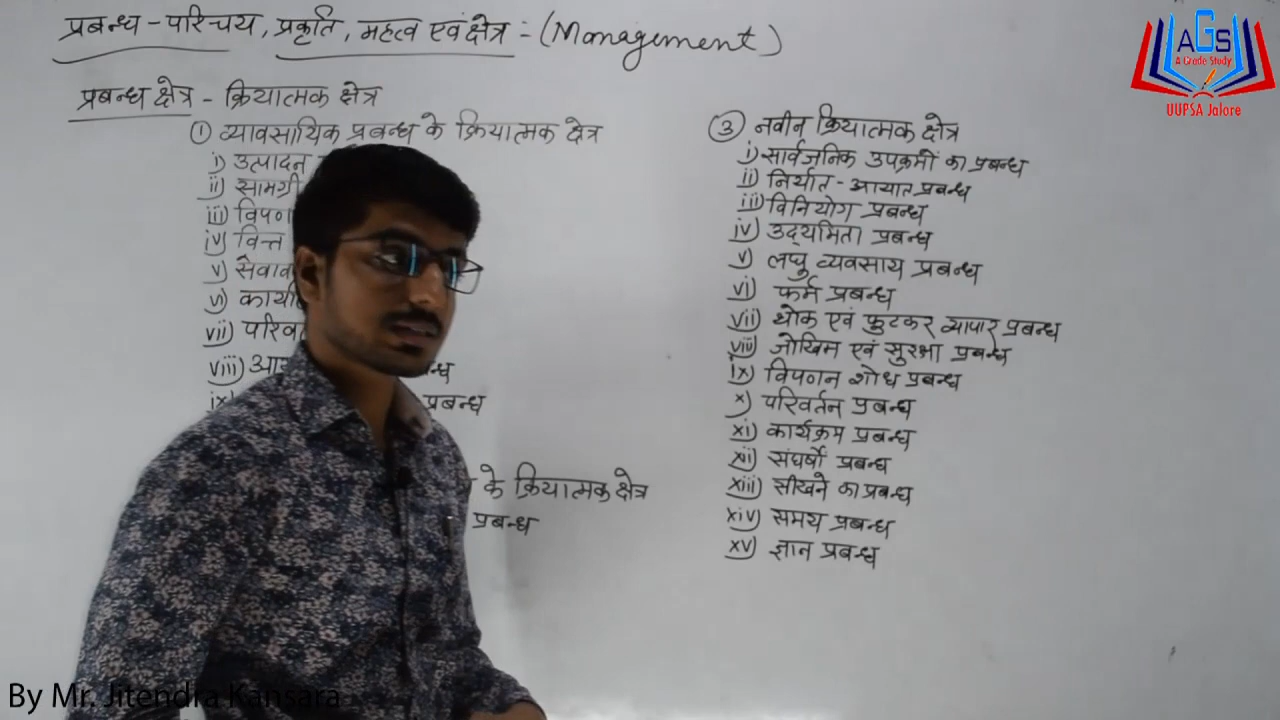 प्रबन्ध - परिचय, प्रकृति, महत्व एवं क्षेत्र :- (Management)
AGS
A Grade Study
UUPSA Jalore
प्रबन्ध क्षेत्र - क्रियात्मक क्षेत्र
① व्यावसायिक प्रबन्ध के क्रियात्मक क्षेत्र
i) उत्पादन
ii) सामग्री
iii)
iv) वित्त
v)
vi)
vii)
viii)
ix) प्रबन्ध
के क्रियात्मक क्षेत्र
प्रबन्ध
③ नवीन क्रियात्मक क्षेत्र
i) सार्वजनिक उपक्रमों का प्रबन्ध
ii) निर्यात - आयात प्रबन्ध
iii) विनियोग प्रबन्ध
iv) उद्यमिता प्रबन्ध
v) लघु व्यवसाय प्रबन्ध
vi) फर्म प्रबन्ध
vii) थोक एवं फुटकर व्यापार प्रबन्ध
viii) जोखिम एवं सुरक्षा प्रबन्ध
ix) विपणन शोध प्रबन्ध
x) परिवर्तन प्रबन्ध
xi) कार्यक्रम प्रबन्ध
xii) संघर्षो प्रबन्ध
xiii) सीखने का प्रबन्ध
xiv) समय प्रबन्ध
xv) ज्ञान प्रबन्ध
By Mr. Jitendra Kansara